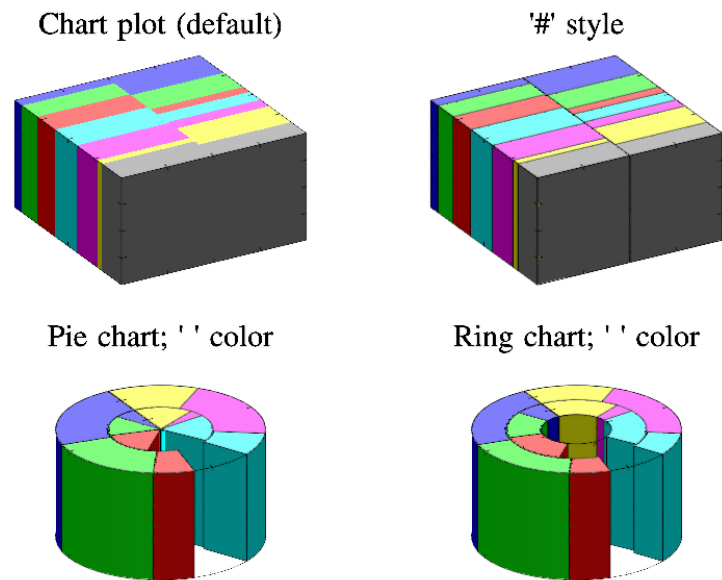 Chart plot (default)
'#' style
Pie chart; ' ' color
Ring chart; ' ' color